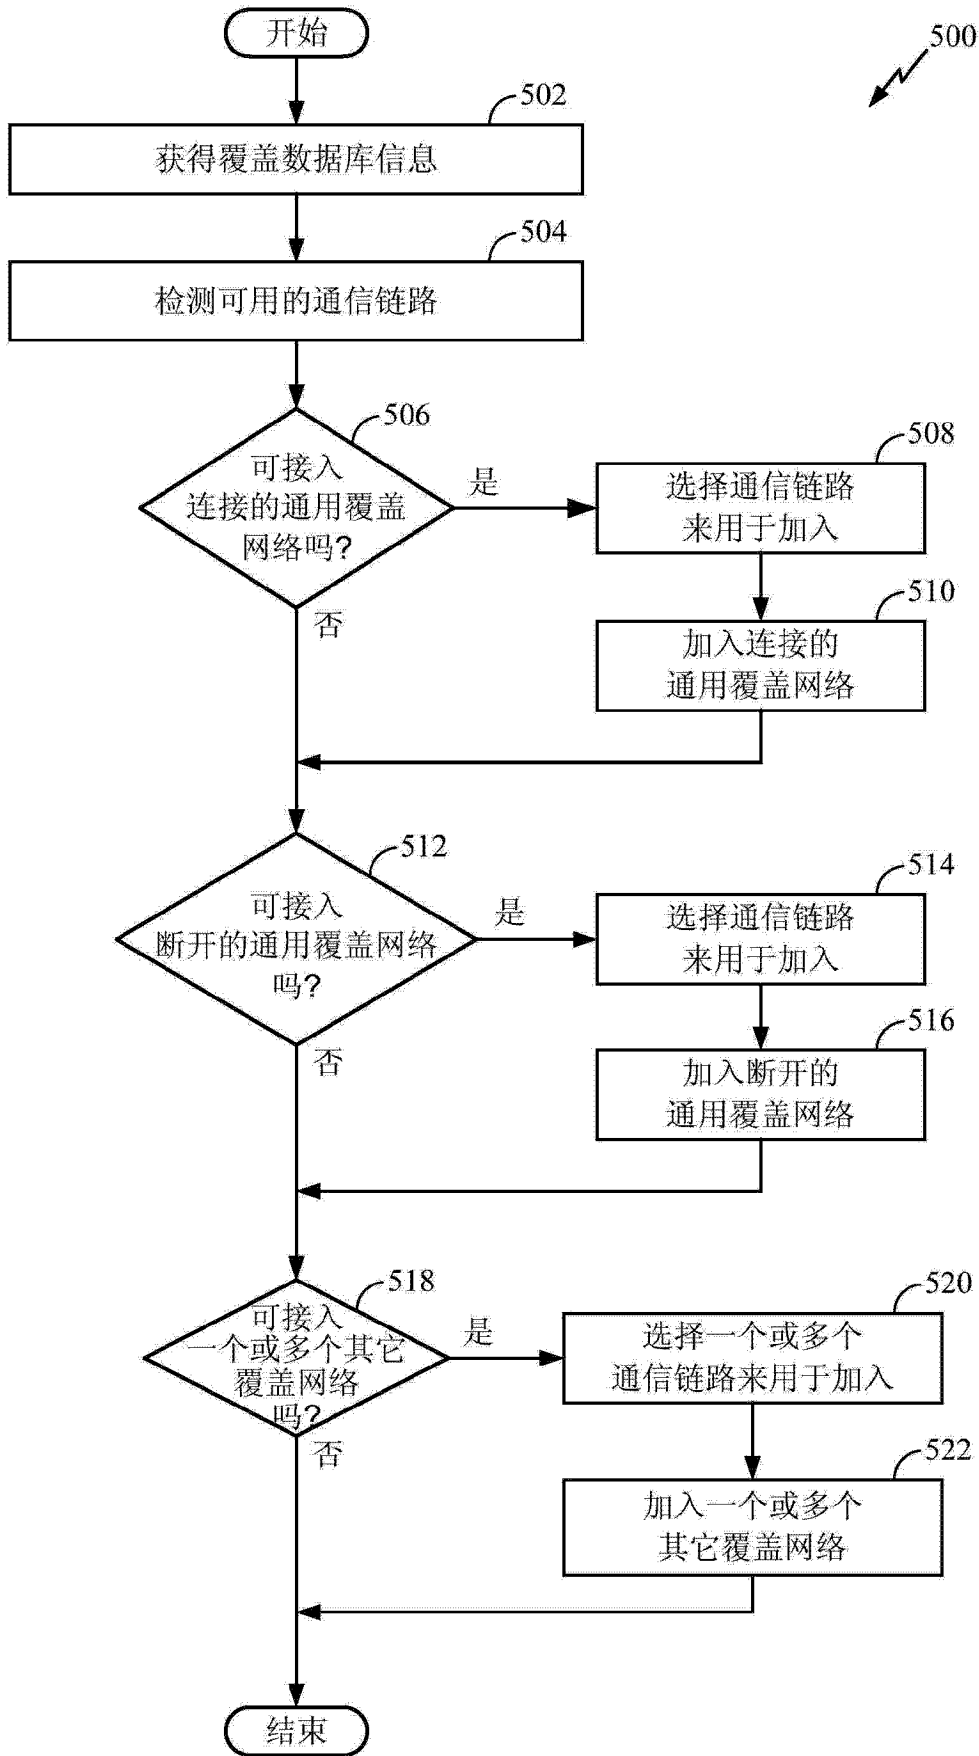 开始
500
502
获得覆盖数据库信息
504
检测可用的通信链路
506
可接入
连接的通用覆盖
网络吗?
是
508
选择通信链路
来用于加入
否
510
加入连接的
通用覆盖网络
512
可接入
断开的通用覆盖网络
吗?
是
514
选择通信链路
来用于加入
否
516
加入断开的
通用覆盖网络
518
可接入
一个或多个其它
覆盖网络
吗?
是
520
选择一个或多个
通信链路来用于加入
否
522
加入一个或多个
其它覆盖网络
结束